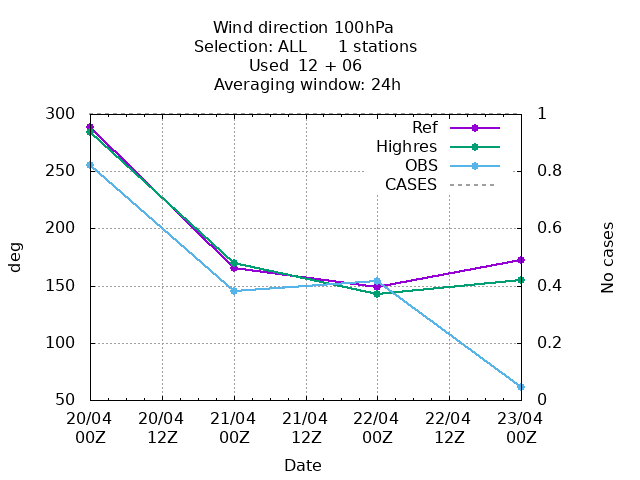 Wind direction 100hPa
Selection: ALL 1 stations
Used 12 + 06
Averaging window: 24h
300
250
200
150
100
50
deg
1
0.8
0.6
0.4
0.2
0
No cases
Ref
Highres
OBS
CASES
20/04 20/04 21/04 21/04 22/04 22/04 23/04
00Z 12Z 00Z 12Z 00Z 12Z 00Z
Date